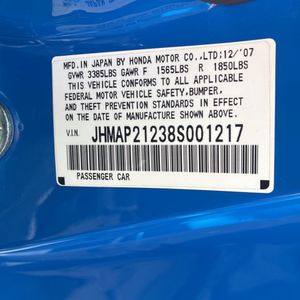 MFD.IN JAPAN BY HONDA MOTOR CO.,LTD;12/'07
GVWR 3385LBS GAWR F 1565LBS R 1850LBS
THIS VEHICLE CONFORMS TO ALL APPLICABLE
FEDERAL MOTOR VEHICLE SAFETY,BUMPER,
AND THEFT PREVENTION STANDARDS IN
EFFECT ON THE DATE OF MANUFACTURE
SHOWN ABOVE.
V.I.N. JHMAP21238S001217
PASSENGER CAR